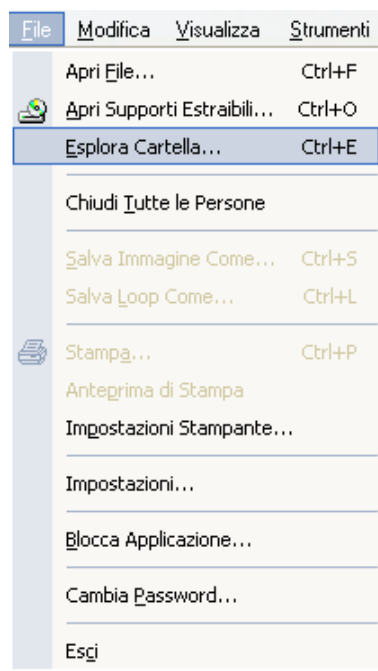 File Modifica Visualizza Strumenti
Apri File... Ctrl+F
Apri Supporti Estraibili... Ctrl+O
Esplora Cartella... Ctrl+E
Chiudi Tutte le Persone
Salva Immagine Come... Ctrl+S
Salva Loop Come... Ctrl+L
Stampa... Ctrl+P
Anteprima di Stampa
Impostazioni Stampante...
Impostazioni...
Blocca Applicazione...
Cambia Password...
Esci